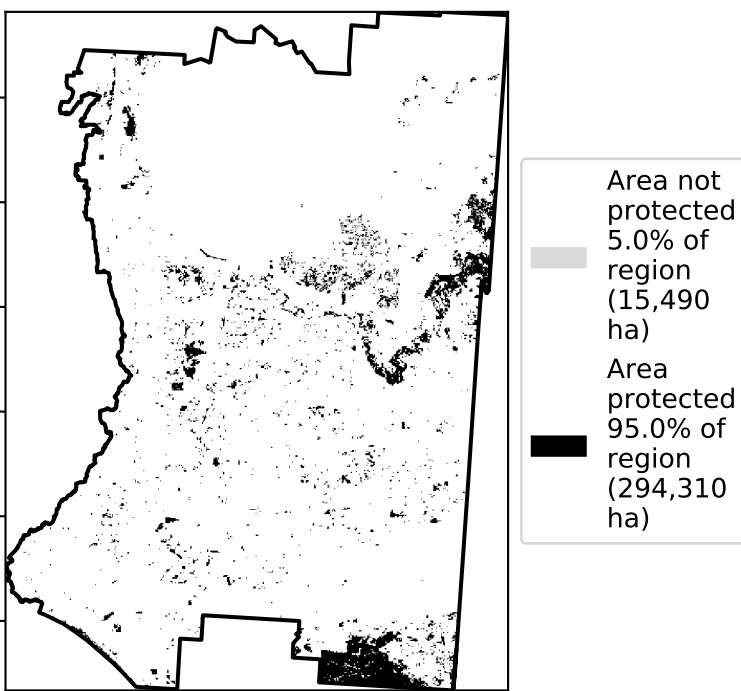 Area not
protected
5.0% of
region
(15,490
ha)
Area
protected
95.0% of
region
(294,310
ha)